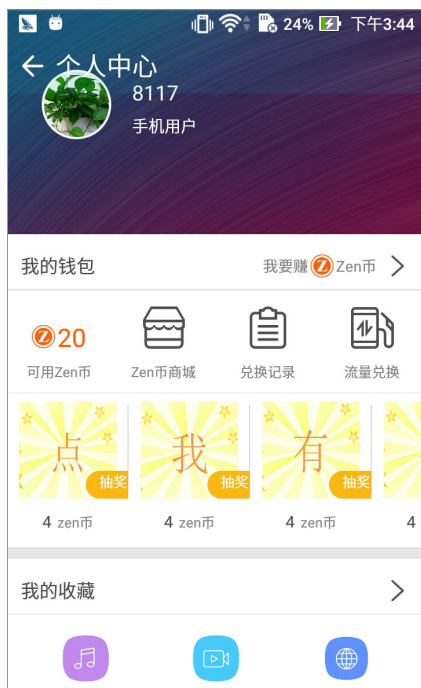 24% 下午3:44
个人中心
8117
手机用户
我的钱包 我要赚 Z Zen币
Z 20
可用Zen币 Zen币商城 兑换记录 流量兑换
点 我 有
抽奖 抽奖 抽奖
4 zen币 4 zen币 4 zen币 4
我的收藏